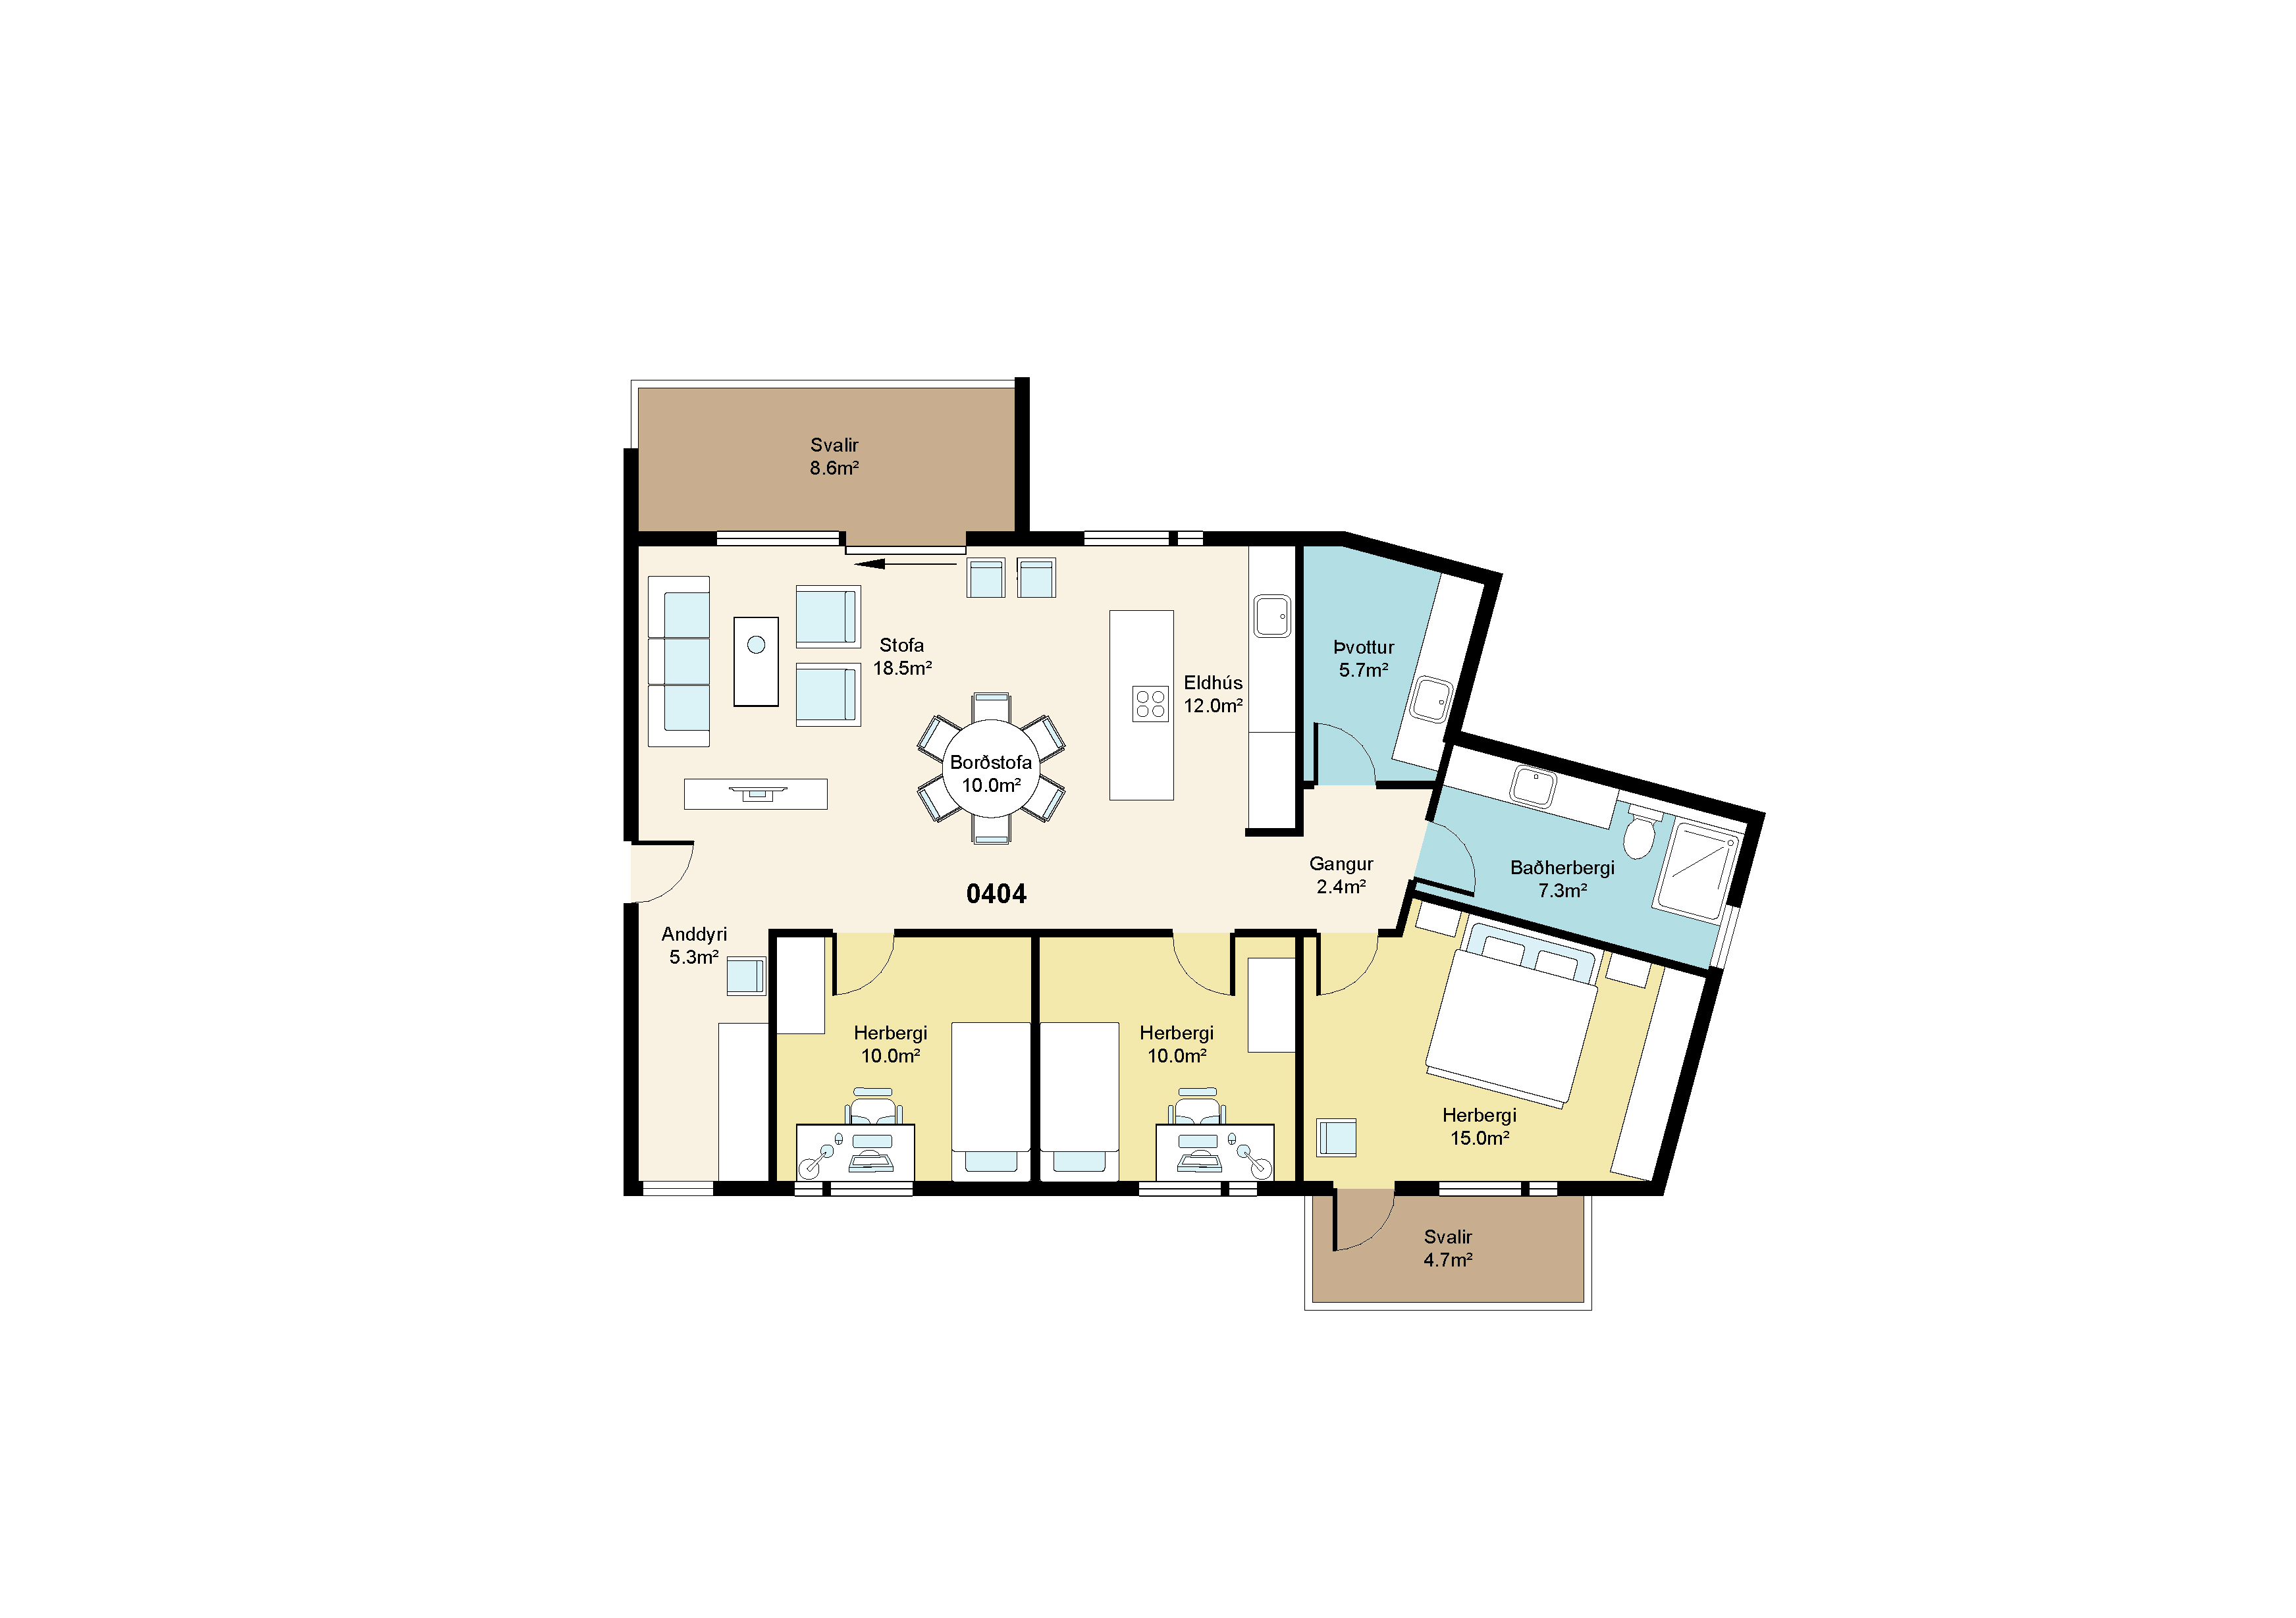 Svalir
8.6m²
Stofa
18.5m²
Eldhús
12.0m²
Þvottur
5.7m²
Borðstofa
10.0m²
Gangur
2.4m²
Baðherbergi
7.3m²
0404
Anddyri
5.3m²
Herbergi
10.0m²
Herbergi
10.0m²
Herbergi
15.0m²
Svalir
4.7m²